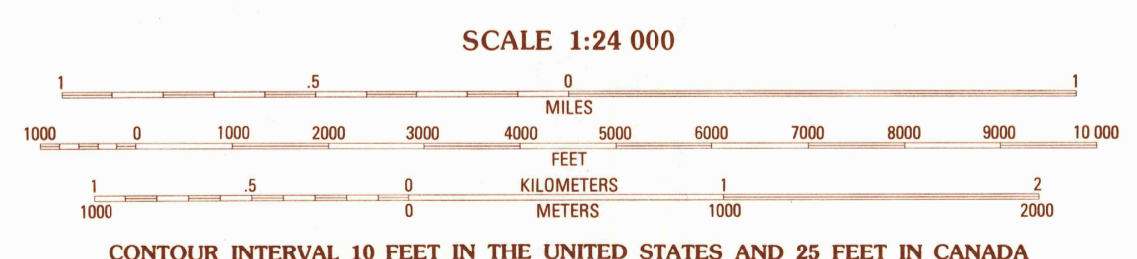 SCALE 1:24 000
1 .5 0 1
MILES
1000 0 1000 2000 3000 4000 5000 6000 7000 8000 9000 10 000
FEET
1 .5 0 KILOMETERS 1 2
1000 0 METERS 1000 2000
CONTOUR INTERVAL 10 FEET IN THE UNITED STATES AND 25 FEET IN CANADA